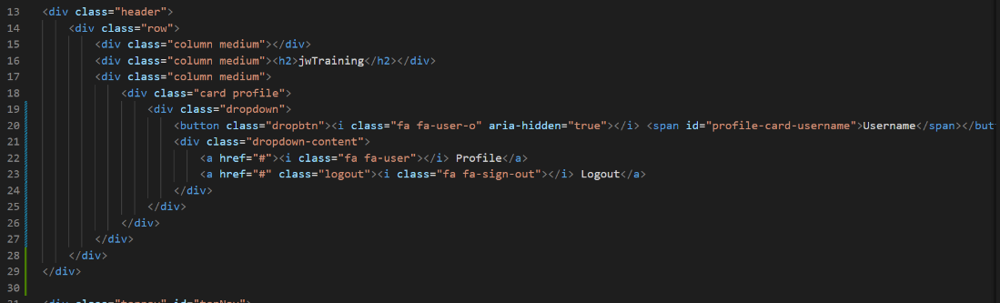 13 <div class="header">
14 <div class="row">
15 <div class="column medium"></div>
16 <div class="column medium"><h2>jwTraining</h2></div>
17 <div class="column medium">
18 <div class="card profile">
19 <div class="dropdown">
20 <button class="dropbtn"><i class="fa fa-user-o" aria-hidden="true"></i> <span id="profile-card-username">Username</span></but
21 <div class="dropdown-content">
22 <a href="#"><i class="fa fa-user"></i> Profile</a>
23 <a href="#" class="logout"><i class="fa fa-sign-out"></i> Logout</a>
24 </div>
25 </div>
26 </div>
27 </div>
28 </div>
29 </div>
30
31 <div class="topnav" id="topNav">